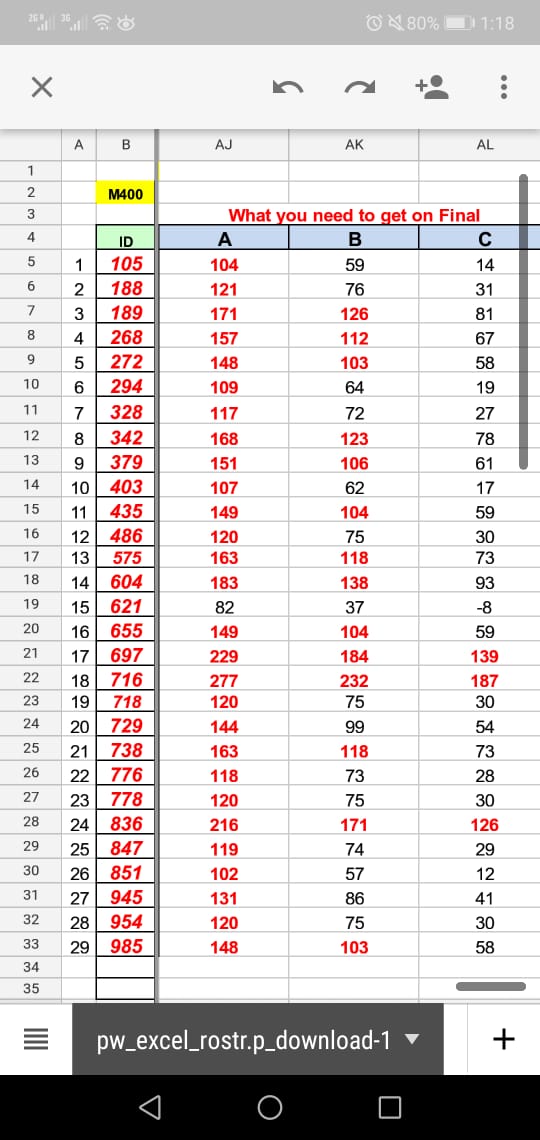 2G R 3G 80% 1:18
A B AJ AK AL
1
2 M400
3 What you need to get on Final
4 ID A B C
5 1 105 104 59 14
6 2 188 121 76 31
7 3 189 171 126 81
8 4 268 157 112 67
9 5 272 148 103 58
10 6 294 109 64 19
11 7 328 117 72 27
12 8 342 168 123 78
13 9 379 151 106 61
14 10 403 107 62 17
15 11 435 149 104 59
16 12 486 120 75 30
17 13 575 163 118 73
18 14 604 183 138 93
19 15 621 82 37 -8
20 16 655 149 104 59
21 17 697 229 184 139
22 18 716 277 232 187
23 19 718 120 75 30
24 20 729 144 99 54
25 21 738 163 118 73
26 22 776 118 73 28
27 23 778 120 75 30
28 24 836 216 171 126
29 25 847 119 74 29
30 26 851 102 57 12
31 27 945 131 86 41
32 28 954 120 75 30
33 29 985 148 103 58
34
35
pw_excel_rostr.p_download-1